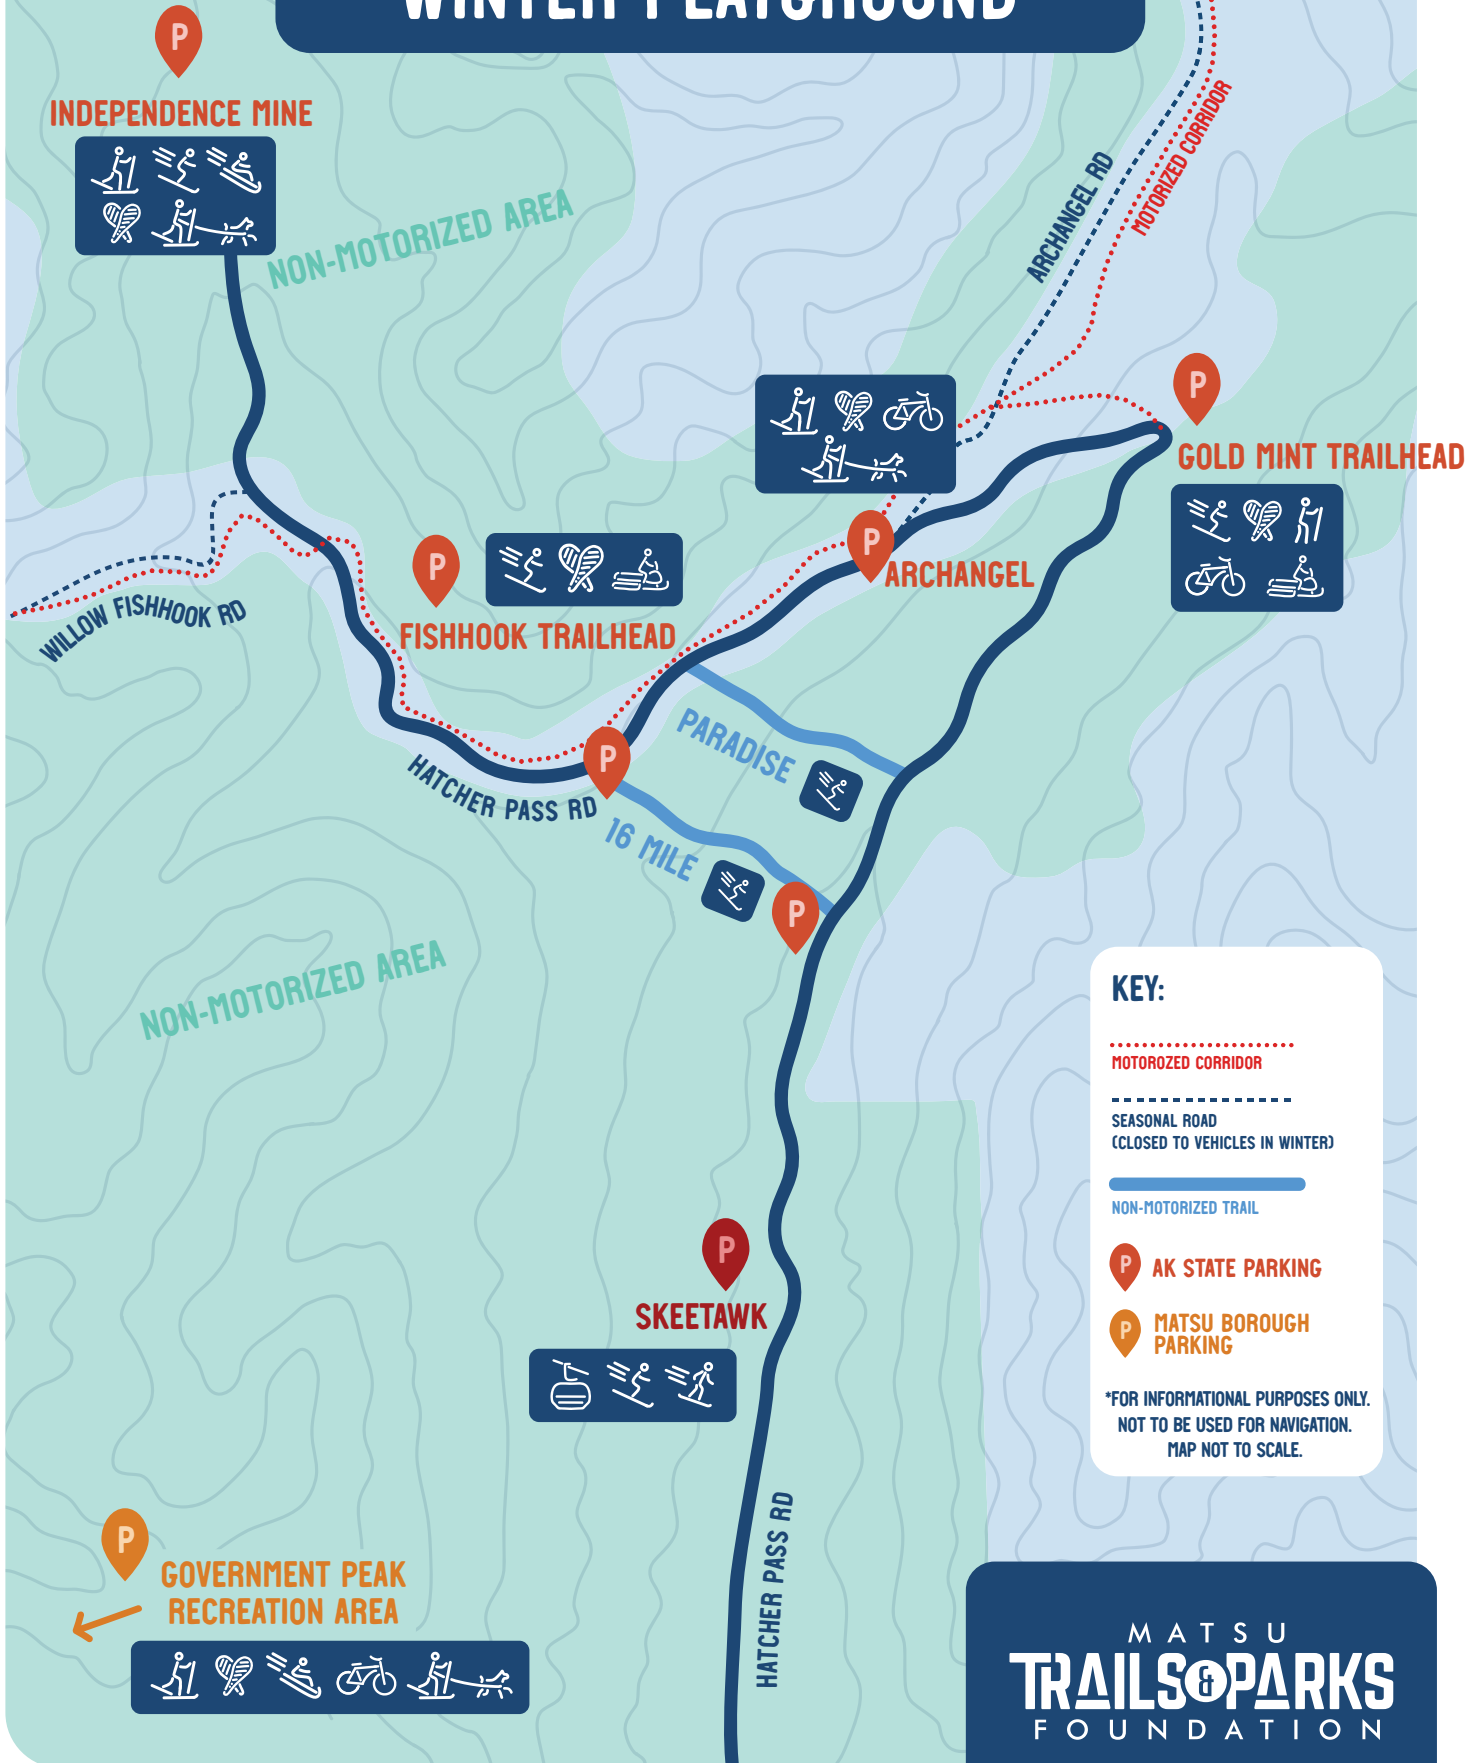 WINTER PLAYGROUND
P
INDEPENDENCE MINE
NON-MOTORIZED AREA
ARCHANGEL RD
MOTORIZED CORRIDOR
P
GOLD MINT TRAILHEAD
P
ARCHANGEL
P
FISHHOOK TRAILHEAD
WILLOW FISHHOOK RD
PARADISE
P
HATCHER PASS RD
16 MILE
P
NON-MOTORIZED AREA
KEY:
MOTOROZED CORRIDOR
SEASONAL ROAD
(CLOSED TO VEHICLES IN WINTER)
NON-MOTORIZED TRAIL
P AK STATE PARKING
P MATSU BOROUGH
PARKING
*FOR INFORMATIONAL PURPOSES ONLY.
NOT TO BE USED FOR NAVIGATION.
MAP NOT TO SCALE.
P
SKEETAWK
HATCHER PASS RD
P
GOVERNMENT PEAK
RECREATION AREA
MATSU
TRAILS & PARKS
FOUNDATION